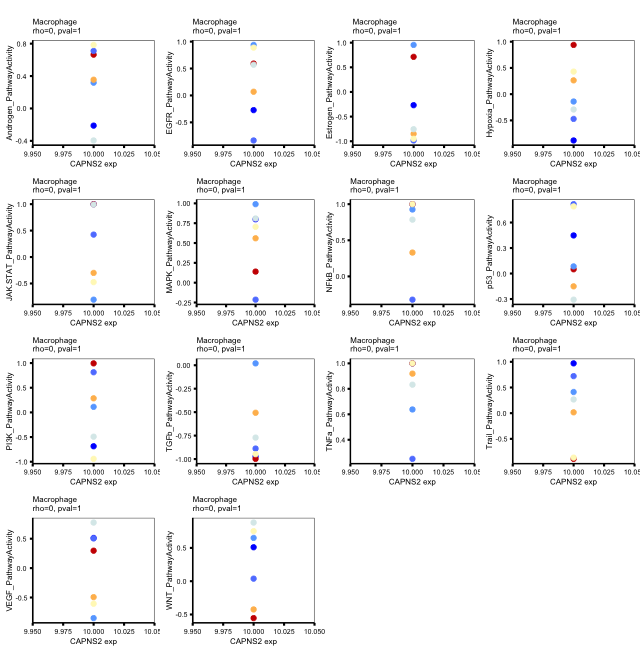 Macrophage
rho=0, pval=1
Androgen_PathwayActivity
0.8
0.4
0.0
-0.4
9.950 9.975 10.000 10.025 10.05
CAPNS2 exp
Macrophage
rho=0, pval=1
EGFR_PathwayActivity
1.0
0.5
0.0
-0.5
9.950 9.975 10.000 10.025 10.05
CAPNS2 exp
Macrophage
rho=0, pval=1
Estrogen_PathwayActivity
1.0
0.5
0.0
-0.5
-1.0
9.950 9.975 10.000 10.025 10.05
CAPNS2 exp
Macrophage
rho=0, pval=1
Hypoxia_PathwayActivity
1.0
0.5
0.0
-0.5
9.950 9.975 10.000 10.025 10.05
CAPNS2 exp
Macrophage
rho=0, pval=1
JAK.STAT_PathwayActivity
1.0
0.5
0.0
-0.5
9.950 9.975 10.000 10.025 10.05
CAPNS2 exp
Macrophage
rho=0, pval=1
MAPK_PathwayActivity
1.00
0.75
0.50
0.25
0.00
-0.25
9.950 9.975 10.000 10.025 10.05
CAPNS2 exp
Macrophage
rho=0, pval=1
NFkB_PathwayActivity
1.0
0.5
0.0
9.950 9.975 10.000 10.025 10.05
CAPNS2 exp
Macrophage
rho=0, pval=1
p53_PathwayActivity
0.6
0.3
0.0
-0.3
9.950 9.975 10.000 10.025 10.05
CAPNS2 exp
Macrophage
rho=0, pval=1
PI3K_PathwayActivity
1.0
0.5
0.0
-0.5
-1.0
9.950 9.975 10.000 10.025 10.05
CAPNS2 exp
Macrophage
rho=0, pval=1
TGFb_PathwayActivity
0.00
-0.25
-0.50
-0.75
-1.00
9.950 9.975 10.000 10.025 10.05
CAPNS2 exp
Macrophage
rho=0, pval=1
TNFa_PathwayActivity
1.0
0.8
0.6
0.4
9.950 9.975 10.000 10.025 10.05
CAPNS2 exp
Macrophage
rho=0, pval=1
Trail_PathwayActivity
1.0
0.5
0.0
-0.5
9.950 9.975 10.000 10.025 10.05
CAPNS2 exp
Macrophage
rho=0, pval=1
VEGF_PathwayActivity
0.5
0.0
-0.5
9.950 9.975 10.000 10.025 10.05
CAPNS2 exp
Macrophage
rho=0, pval=1
WNT_PathwayActivity
0.5
0.0
-0.5
9.950 9.975 10.000 10.025 10.050
CAPNS2 exp